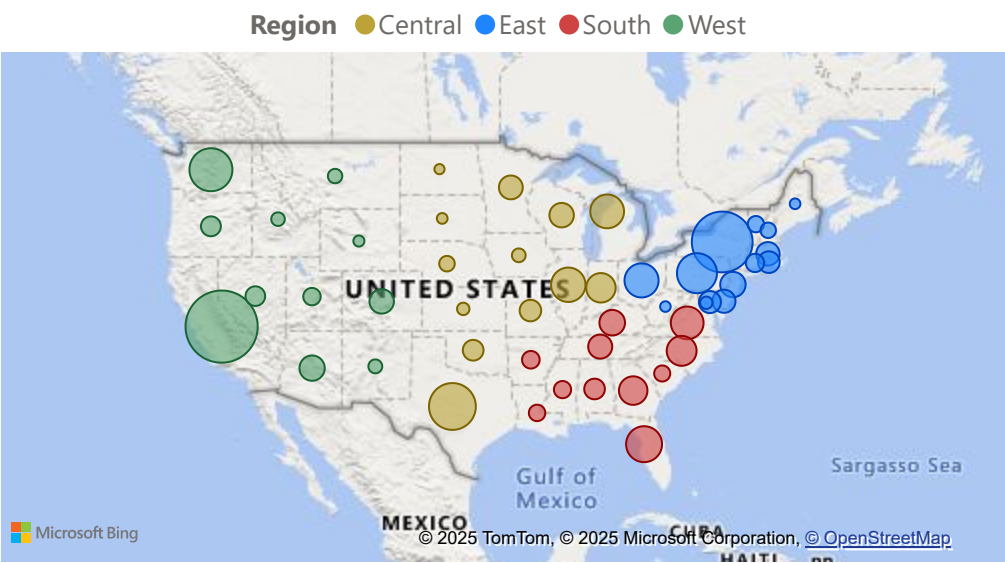 Region Central East South West
UNITED STATES
Sargasso Sea
Gulf of
Mexico
Microsoft Bing
MEXICO
CUBA
© 2025 TomTom, © 2025 Microsoft Corporation, © OpenStreetMap
HAITI